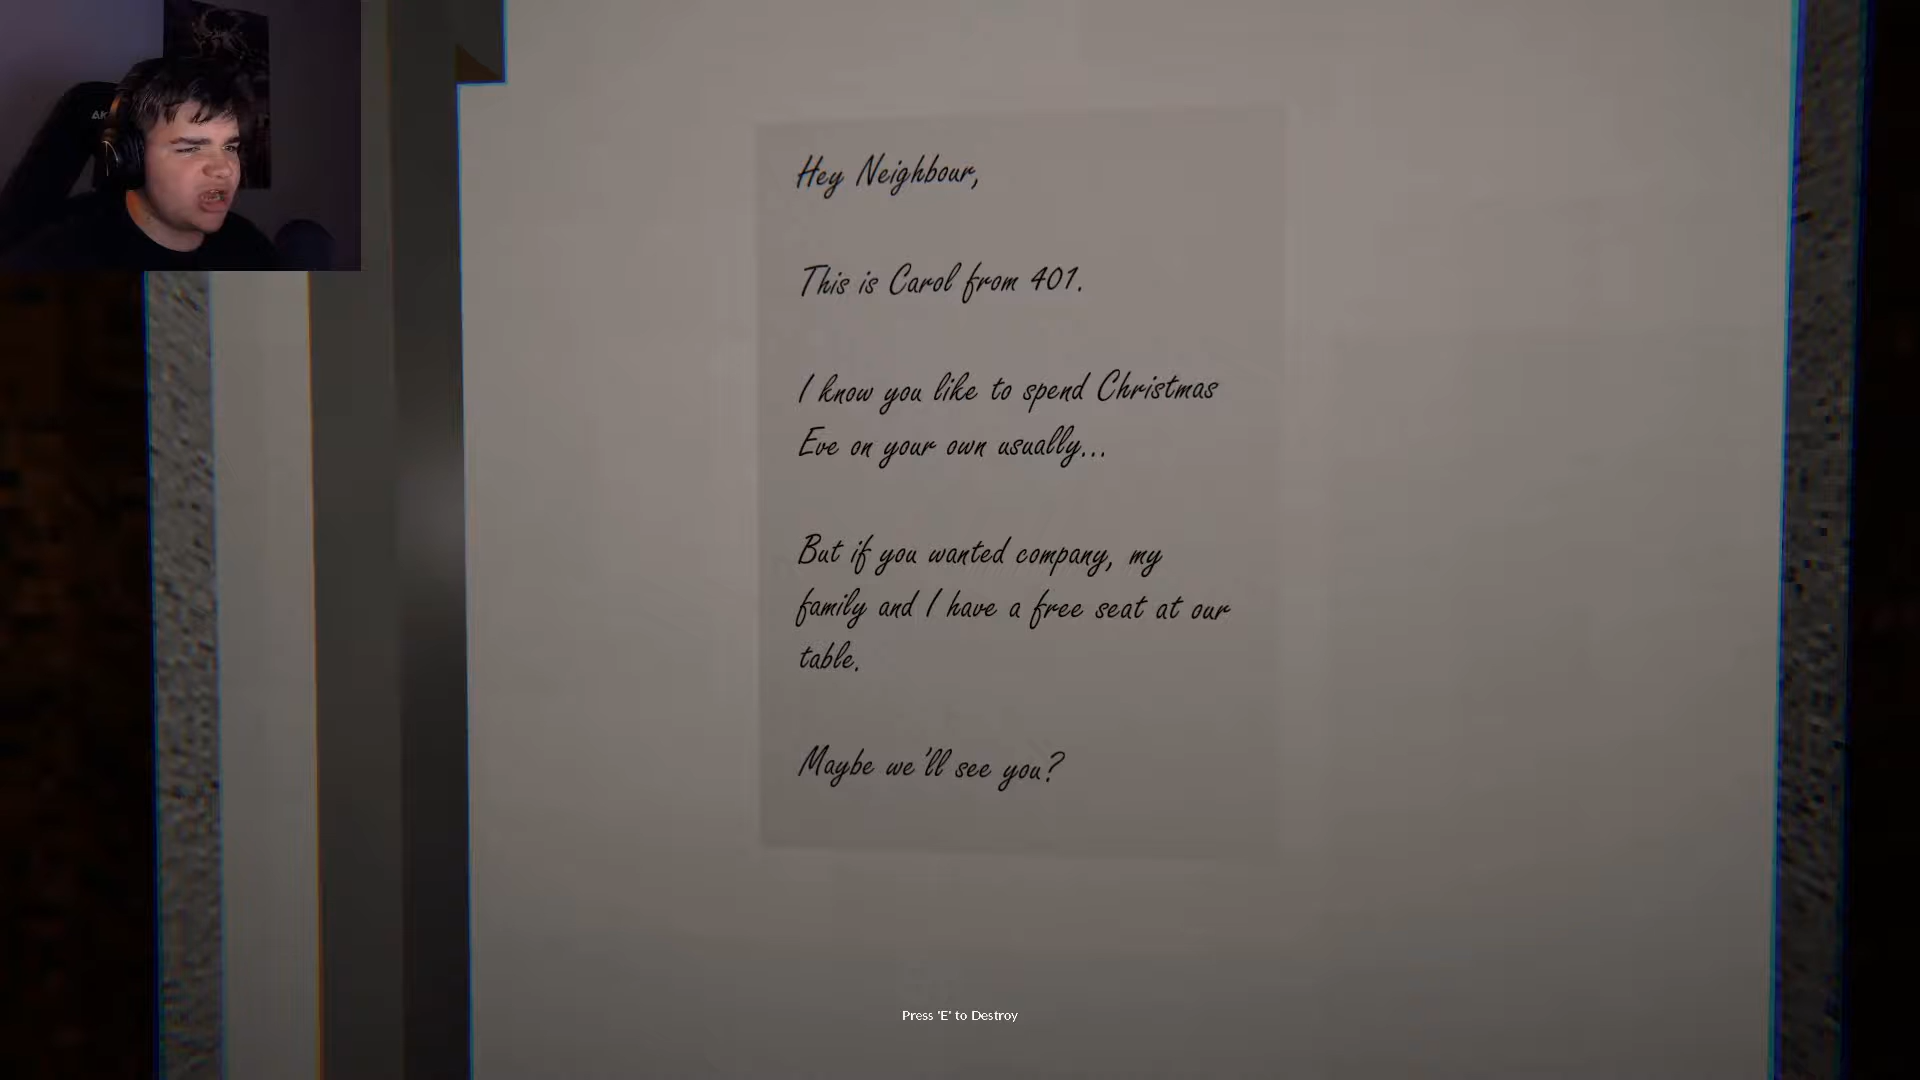 Hey Neighbour,
This is Carol from 401.
I know you like to spend Christmas
Eve on your own usually...
But if you wanted company, my
family and I have a free seat at our
table.
Maybe we'll see you?
Press 'E' to Destroy